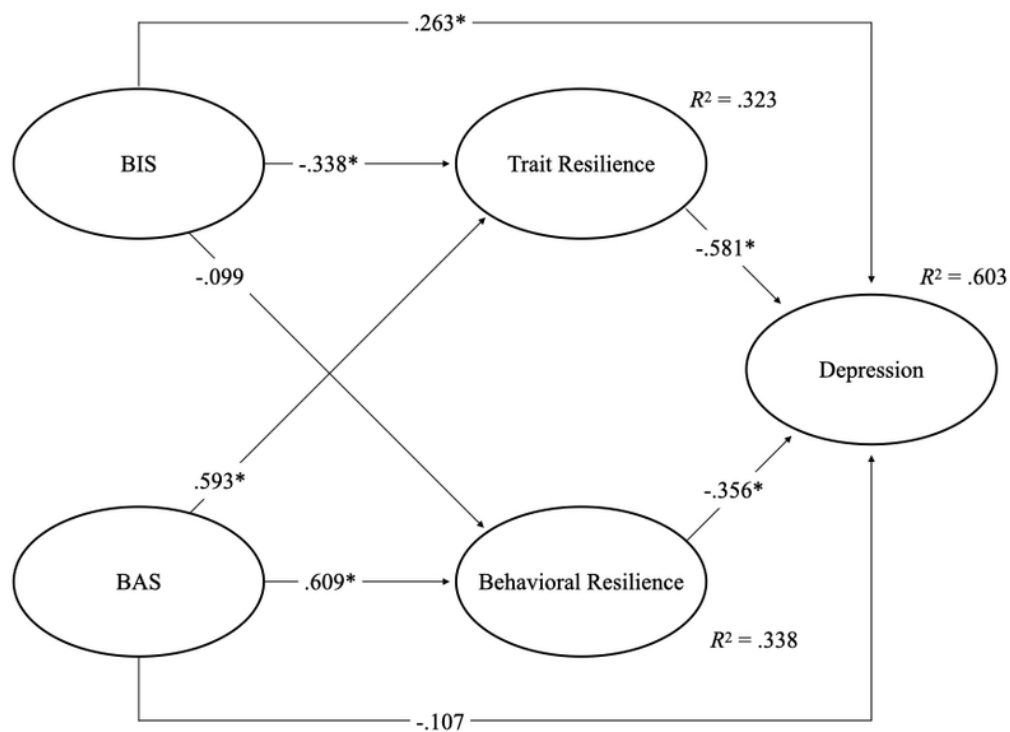 .263*
R² = .323
BIS
-.338*
Trait Resilience
-.581*
-.099
R² = .603
Depression
.593*
-.356*
BAS
.609*
Behavioral Resilience
R² = .338
-.107